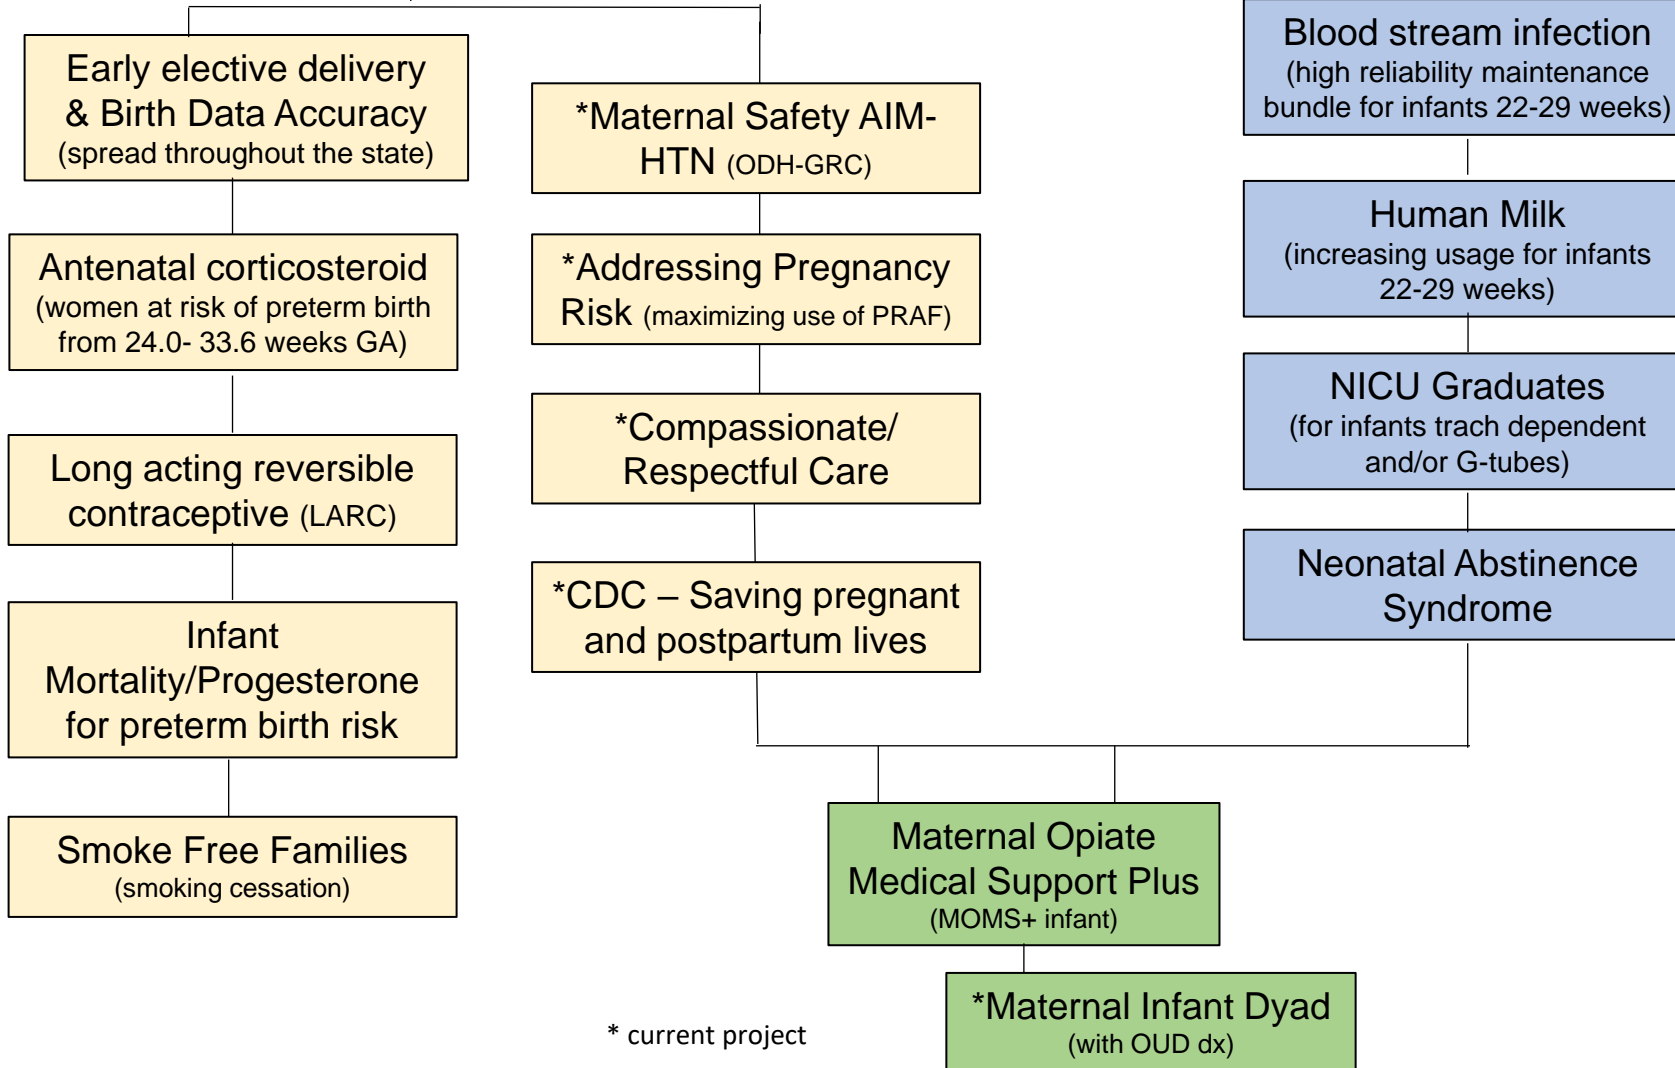 Early elective delivery
& Birth Data Accuracy
(spread throughout the state)
Antenatal corticosteroid
(women at risk of preterm birth
from 24.0- 33.6 weeks GA)
Long acting reversible
contraceptive (LARC)
Infant
Mortality/Progesterone
for preterm birth risk
Smoke Free Families
(smoking cessation)
*Maternal Safety AIM-
HTN (ODH-GRC)
*Addressing Pregnancy
Risk (maximizing use of PRAF)
*Compassionate/
Respectful Care
*CDC – Saving pregnant
and postpartum lives
Blood stream infection
(high reliability maintenance
bundle for infants 22-29 weeks)
Human Milk
(increasing usage for infants
22-29 weeks)
NICU Graduates
(for infants trach dependent
and/or G-tubes)
Neonatal Abstinence
Syndrome
Maternal Opiate
Medical Support Plus
(MOMS+ infant)
*Maternal Infant Dyad
(with OUD dx)
* current project